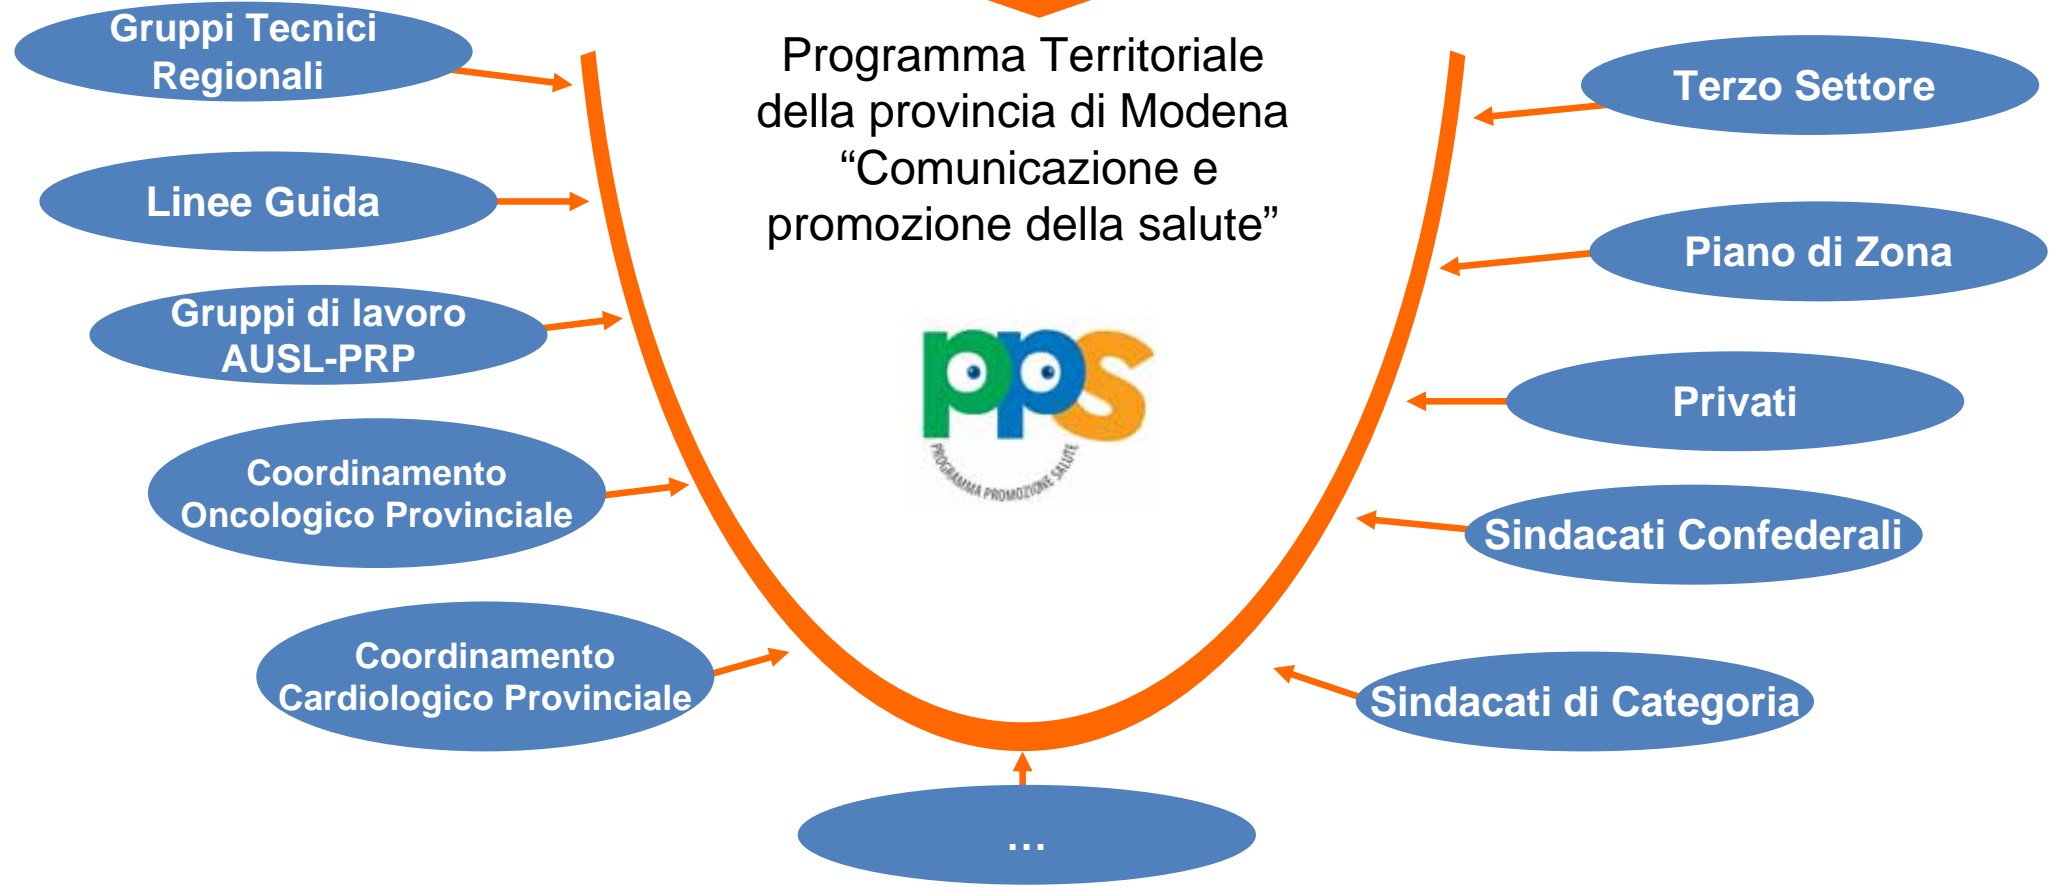 Gruppi Tecnici
Regionali
Linee Guida
Gruppi di lavoro
AUSL-PRP
Coordinamento
Oncologico Provinciale
Coordinamento
Cardiologico Provinciale
Programma Territoriale
della provincia di Modena
“Comunicazione e
promozione della salute”
pps
PROGRAMMA PROMOZIONE SALUTE
Terzo Settore
Piano di Zona
Privati
Sindacati Confederali
Sindacati di Categoria
…